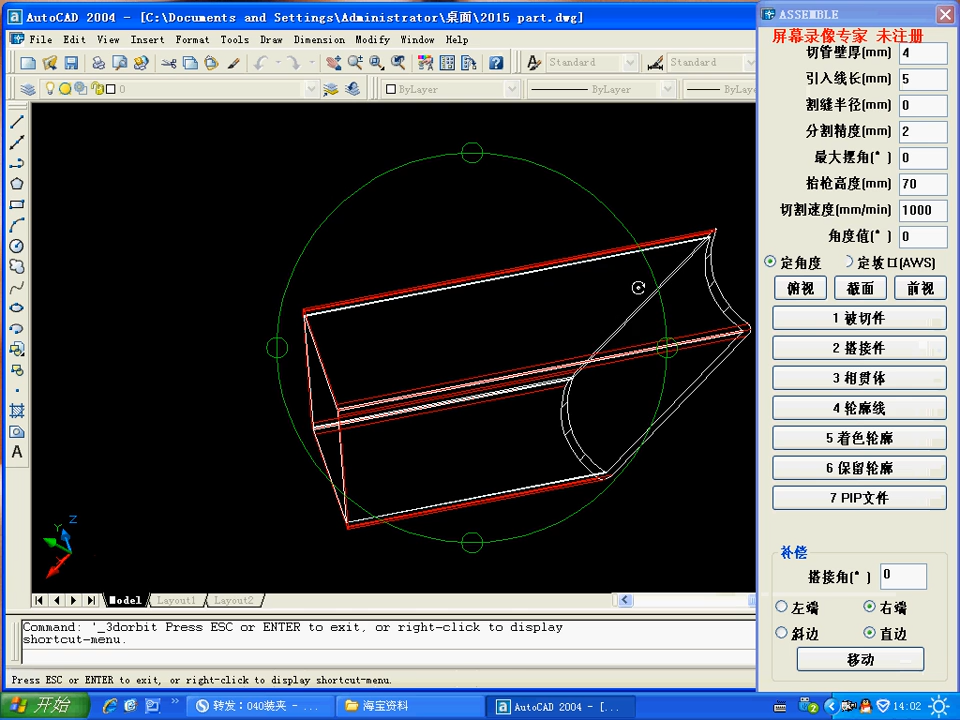 AutoCAD 2004 - [C:\Documents and Settings\Administrator\桌面\2015 part.dwg]
File Edit View Insert Format Tools Draw Dimension Modify Window Help
Standard Standard
0 ByLayer ByLayer ByLaye
A
Z
Y
Model Layout1 Layout2
Command: '_3dorbit Press ESC or ENTER to exit, or right-click to display
shortcut-menu.
Press ESC or ENTER to exit, or right-click to display shortcut-menu.
ASSEMBLE
屏幕录像专家 未注册
切管壁厚(mm) 4
引入线长(mm) 5
割缝半径(mm) 0
分割精度(mm) 2
最大摆角(° ) 0
抬枪高度(mm) 70
切割速度(mm/min) 1000
角度值(° ) 0
定角度 定坡口(AWS)
俯视 截面 前视
1 被切件
2 搭接件
3 相贯体
4 轮廓线
5 着色轮廓
6 保留轮廓
7 PIP文件
补偿
搭接角(° ) 0
左端 右端
斜边 直边
移动
开始 转发：040装夹 - ... 海宝资料 AutoCAD 2004 - [... 14:02